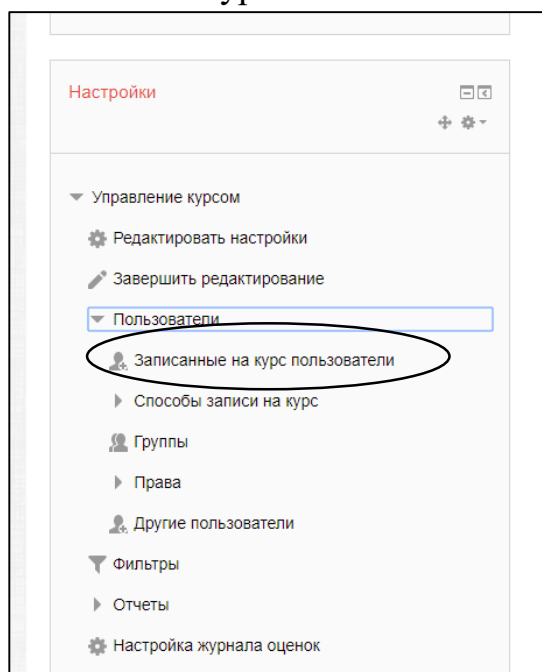 Настройки
Управление курсом
Редактировать настройки
Завершить редактирование
Пользователи
Записанные на курс пользователи
Способы записи на курс
Группы
Права
Другие пользователи
Фильтры
Отчеты
Настройка журнала оценок